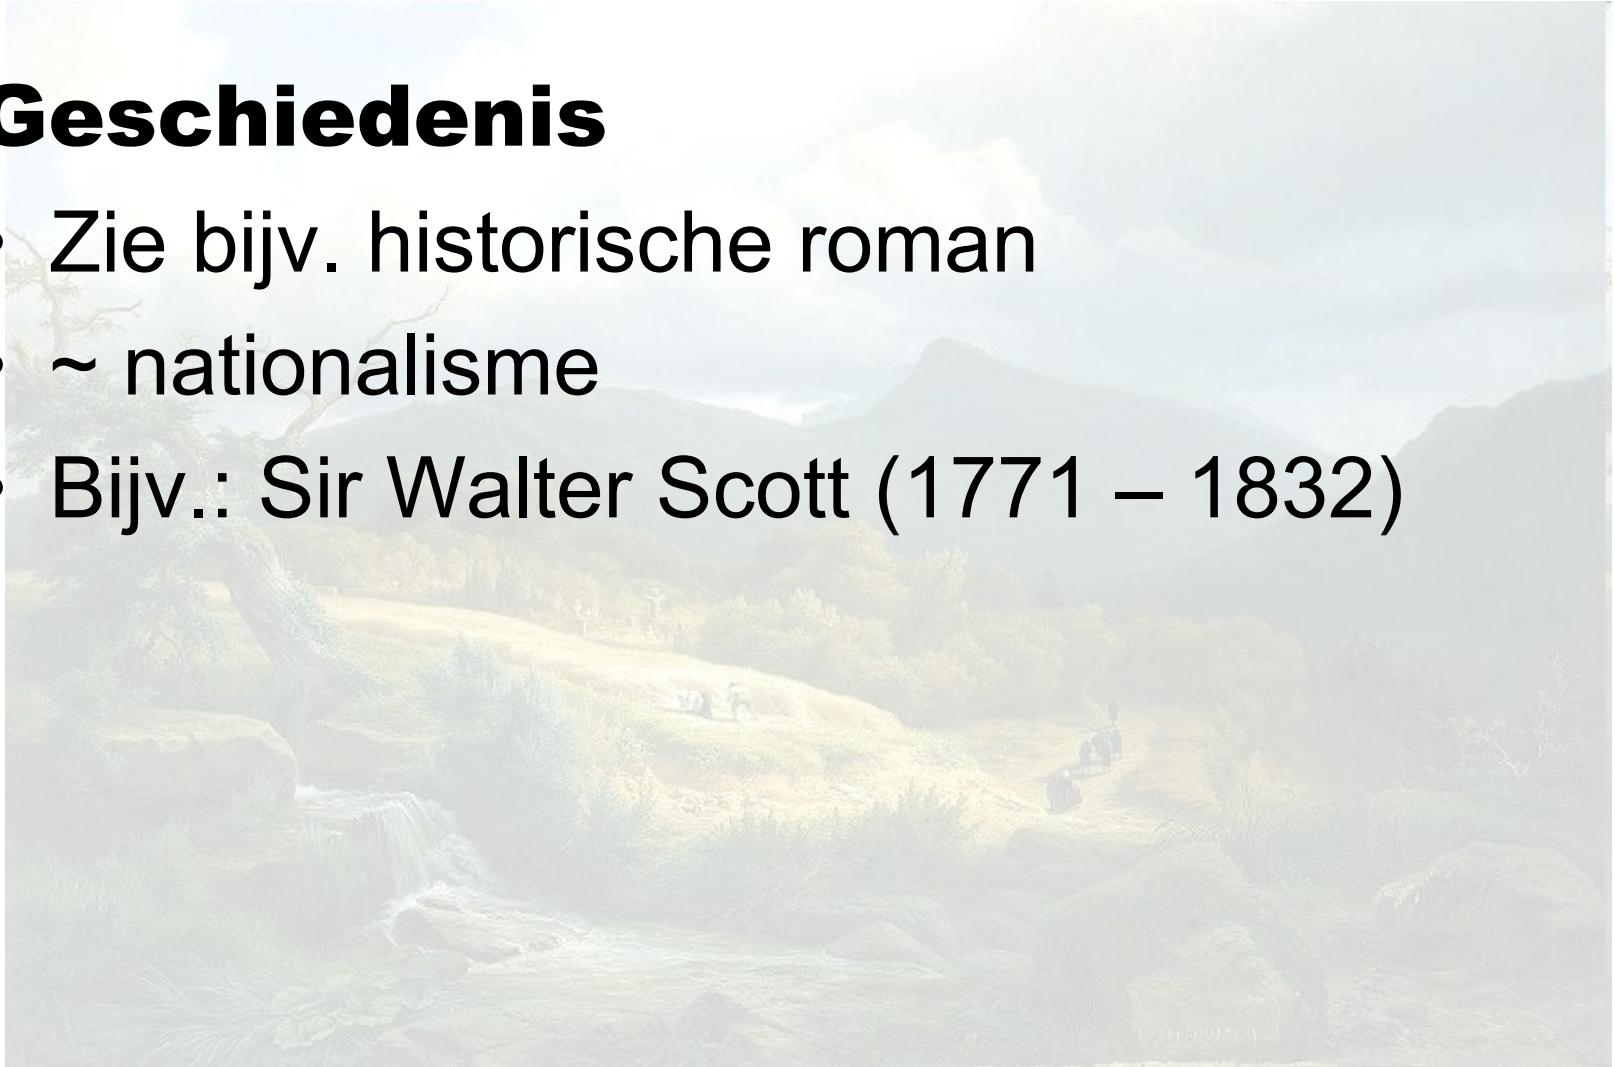 Geschiedenis
• Zie bijv. historische roman
• ~ nationalisme
• Bijv.: Sir Walter Scott (1771 – 1832)